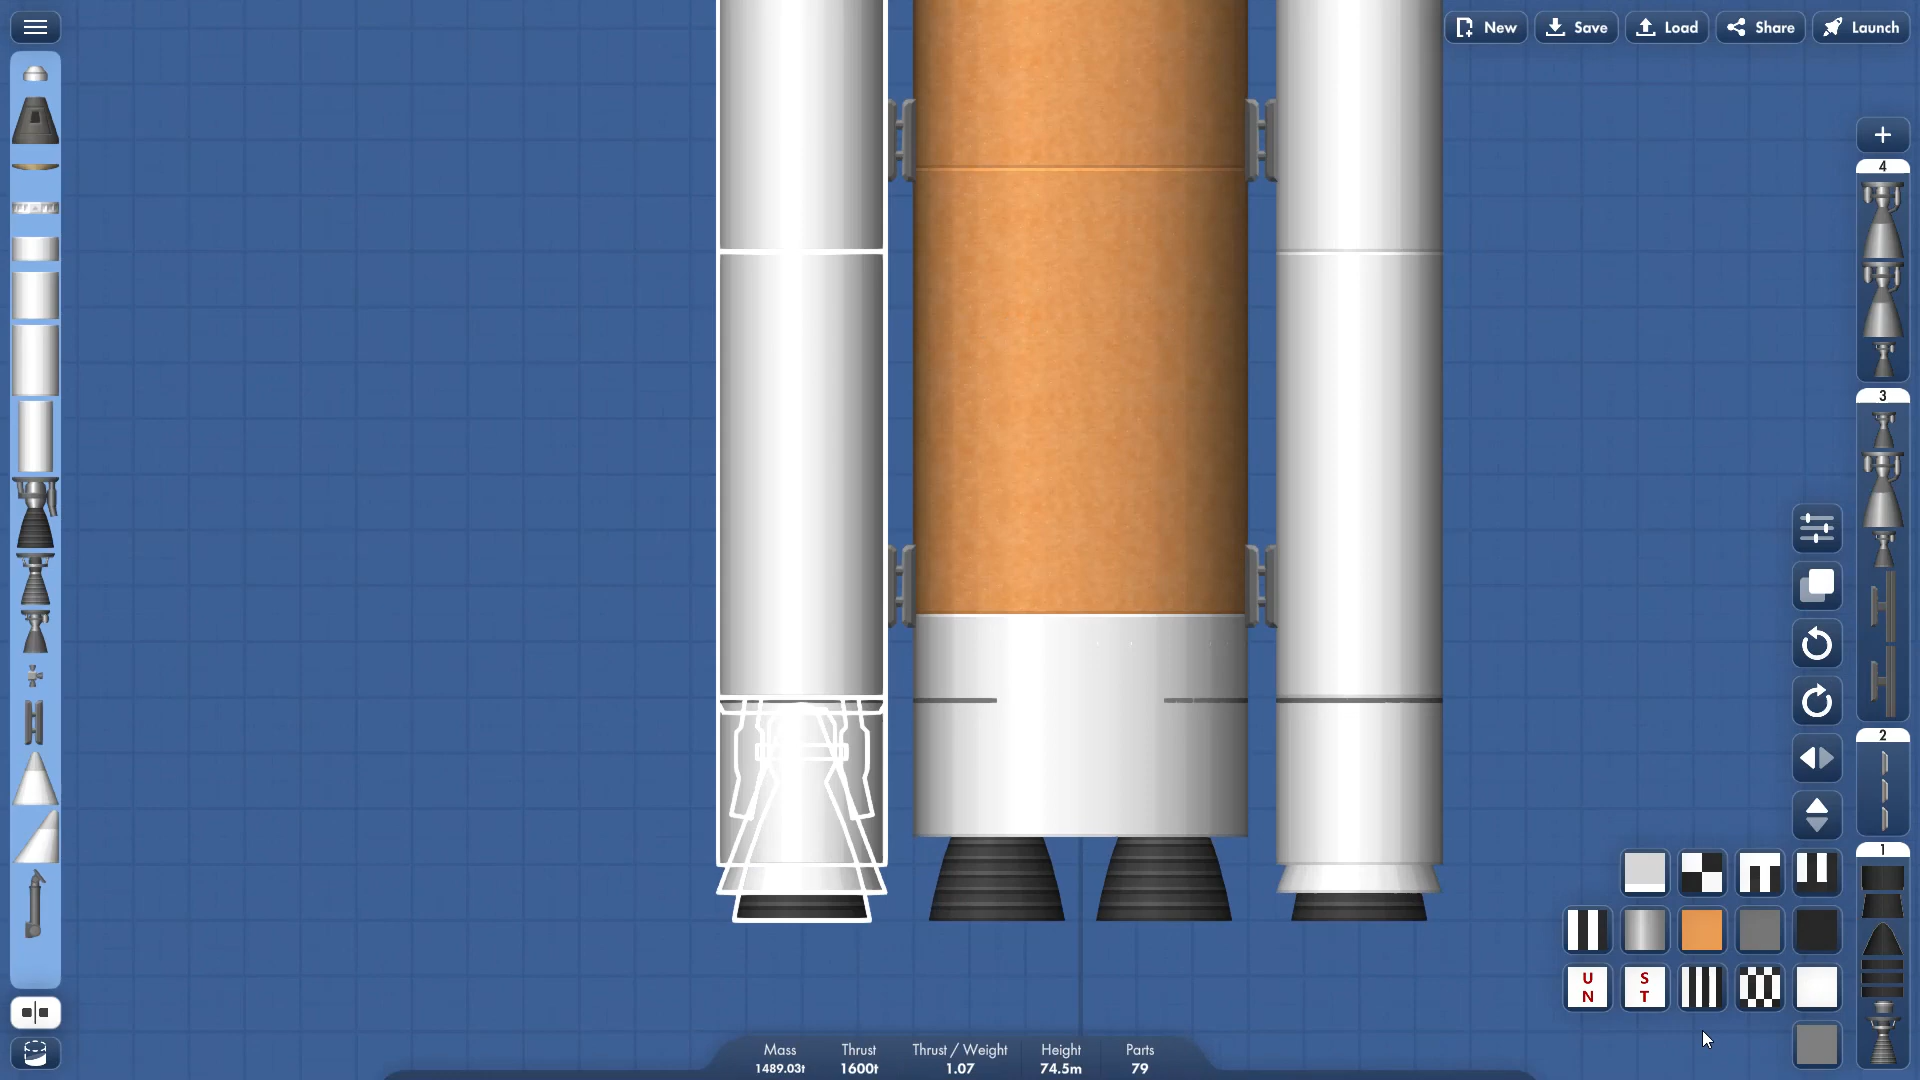 New
Save
Load
Share
Launch
4
3
2
1
U
N
S
T
Mass
1489.03t
Thrust
1600t
Thrust / Weight
1.07
Height
74.5m
Parts
79